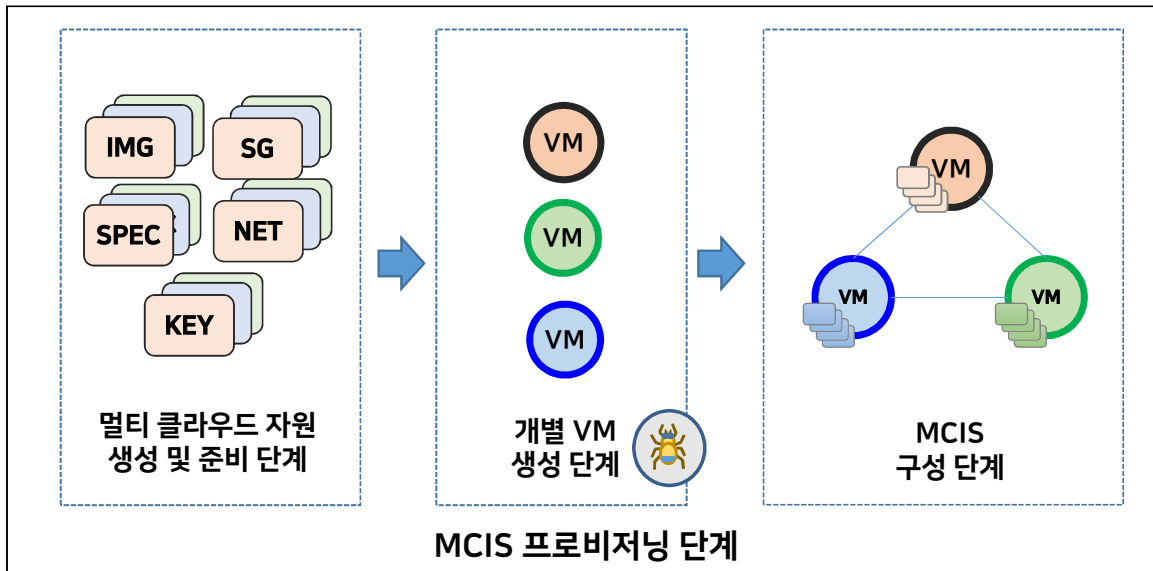 IMG
SG
SPEC
NET
KEY
멀티 클라우드 자원
생성 및 준비 단계
VM
VM
VM
개별 VM
생성 단계
VM
VM
VM
MCIS
구성 단계
MCIS 프로비저닝 단계